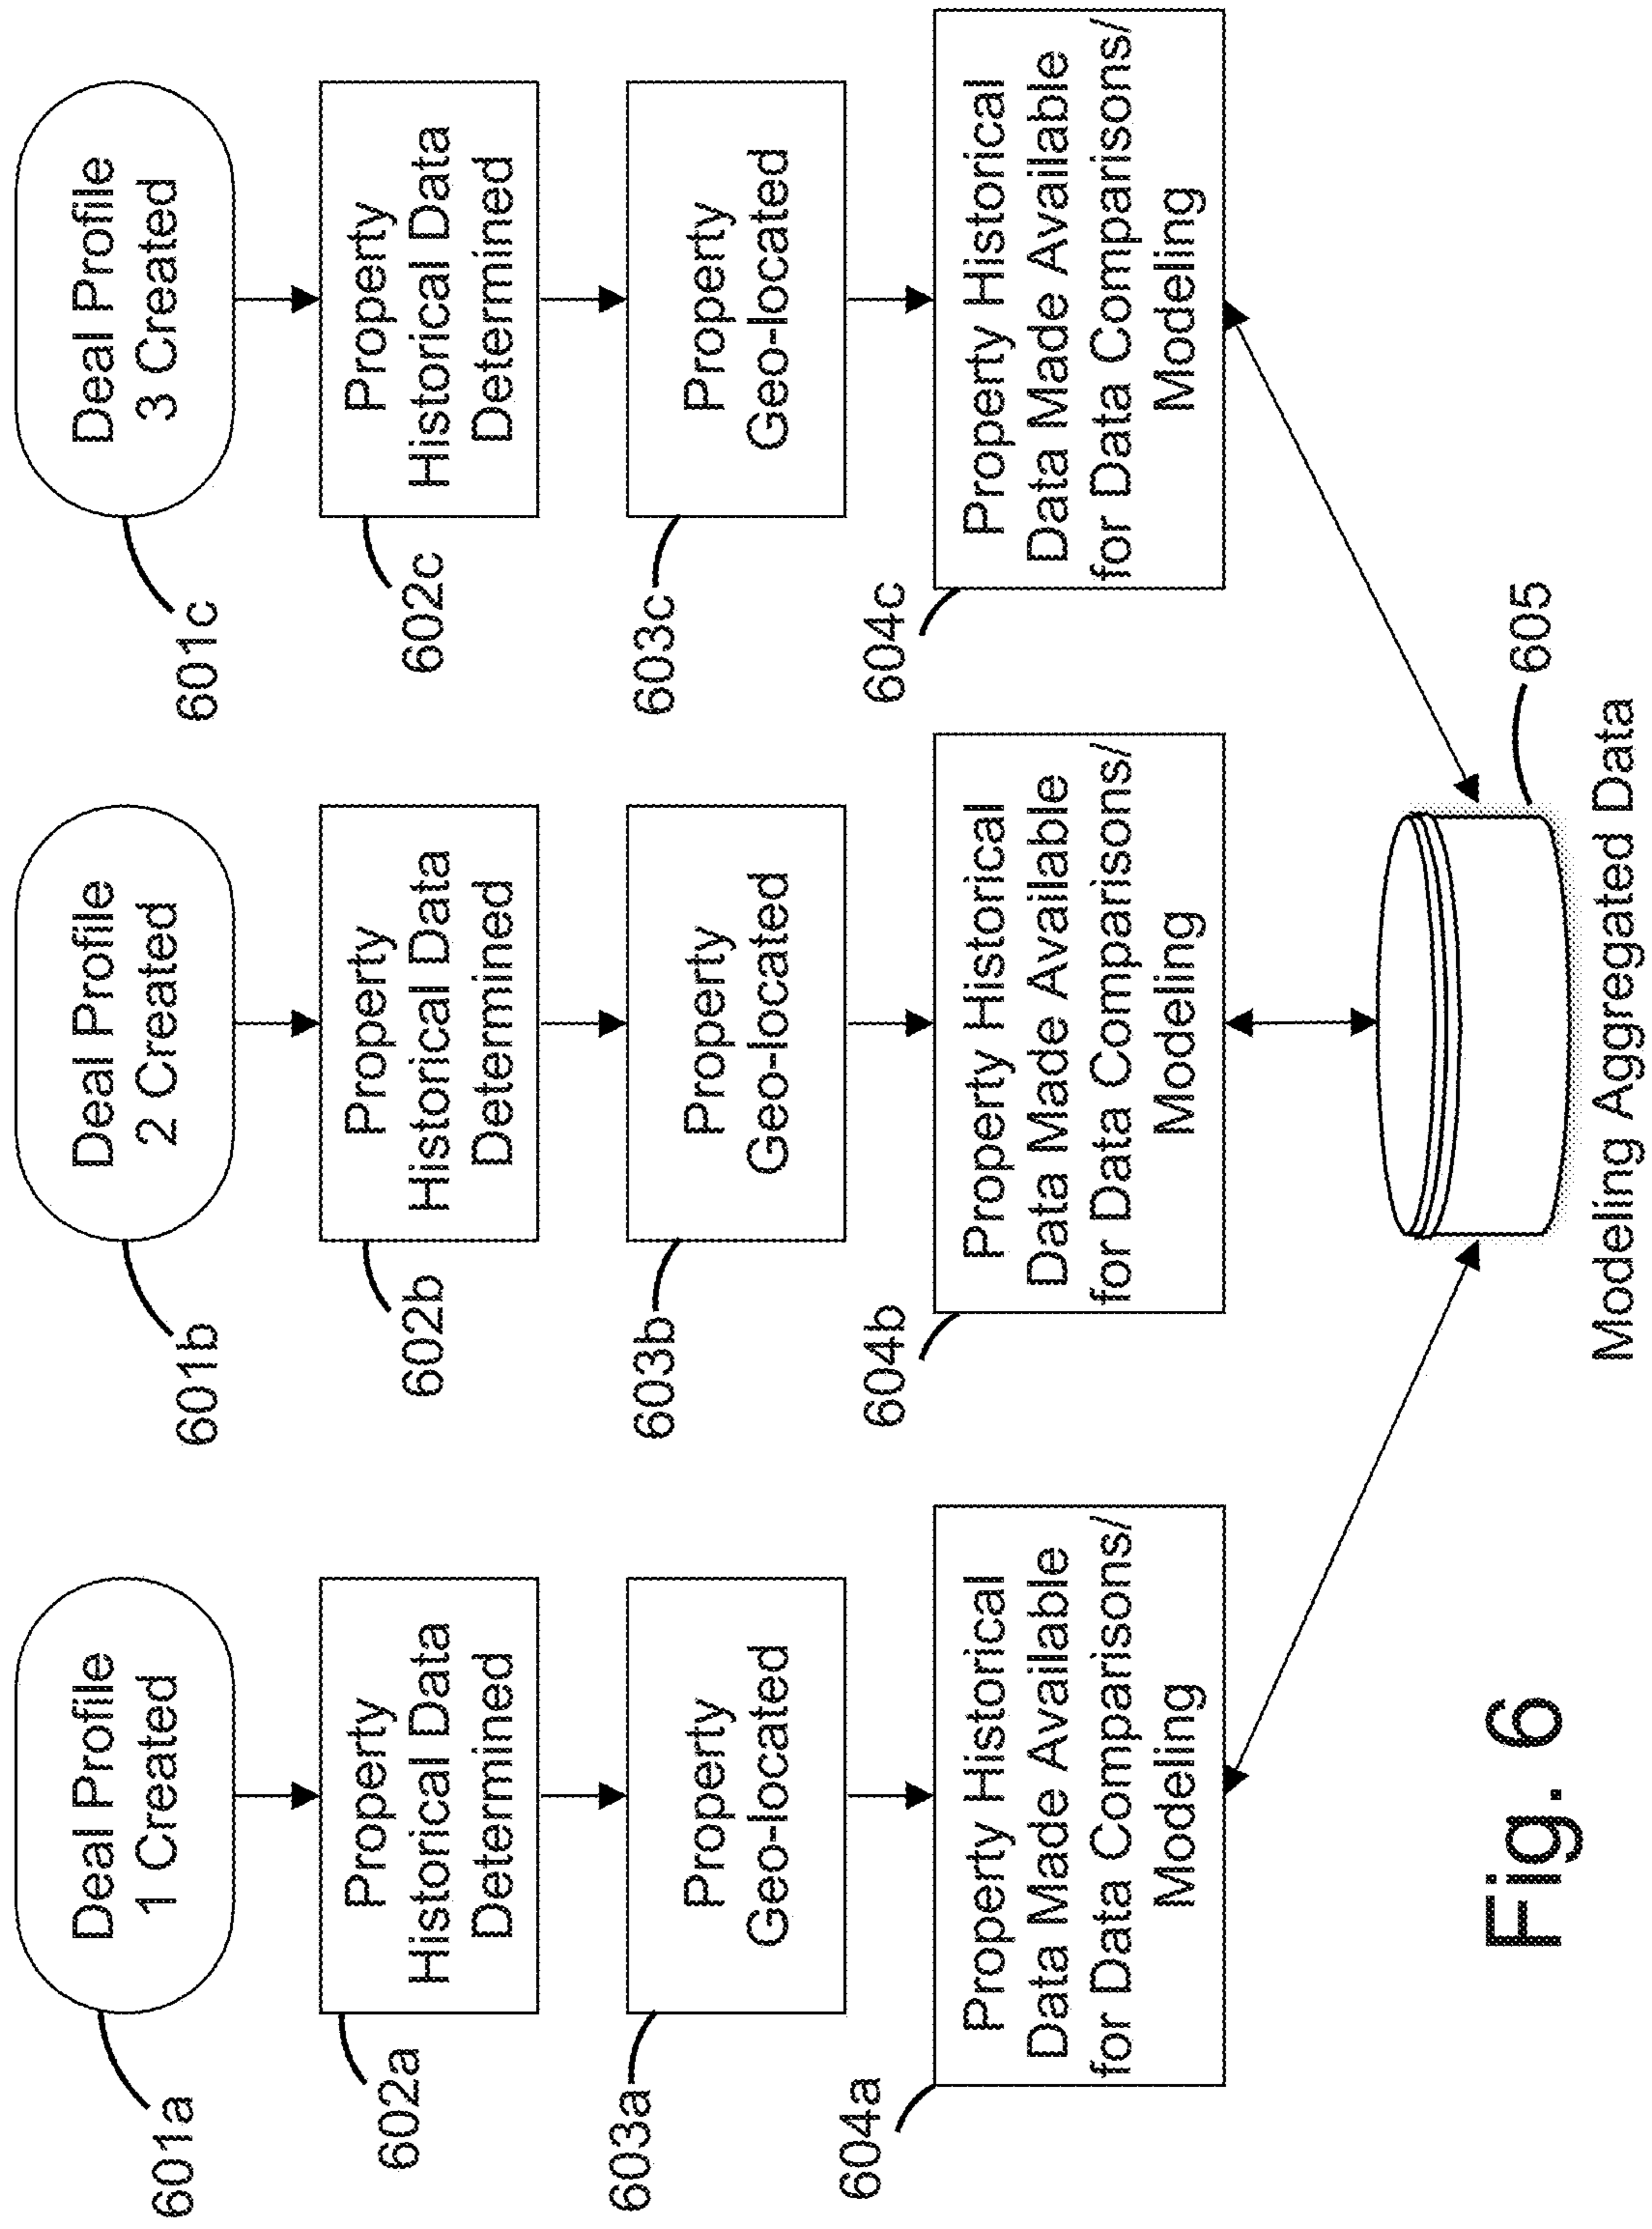 601a
Deal Profile
1 Created
602a
Property
Historical Data
Determined
603a
Property
Geo-located
604a
Property Historical
Data Made Available
for Data Comparisons/
Modeling
601b
Deal Profile
2 Created
602b
Property
Historical Data
Determined
603b
Property
Geo-located
604b
Property Historical
Data Made Available
for Data Comparisons/
Modeling
601c
Deal Profile
3 Created
602c
Property
Historical Data
Determined
603c
Property
Geo-located
604c
Property Historical
Data Made Available
for Data Comparisons/
Modeling
605
Modeling Aggregated Data
Fig. 6